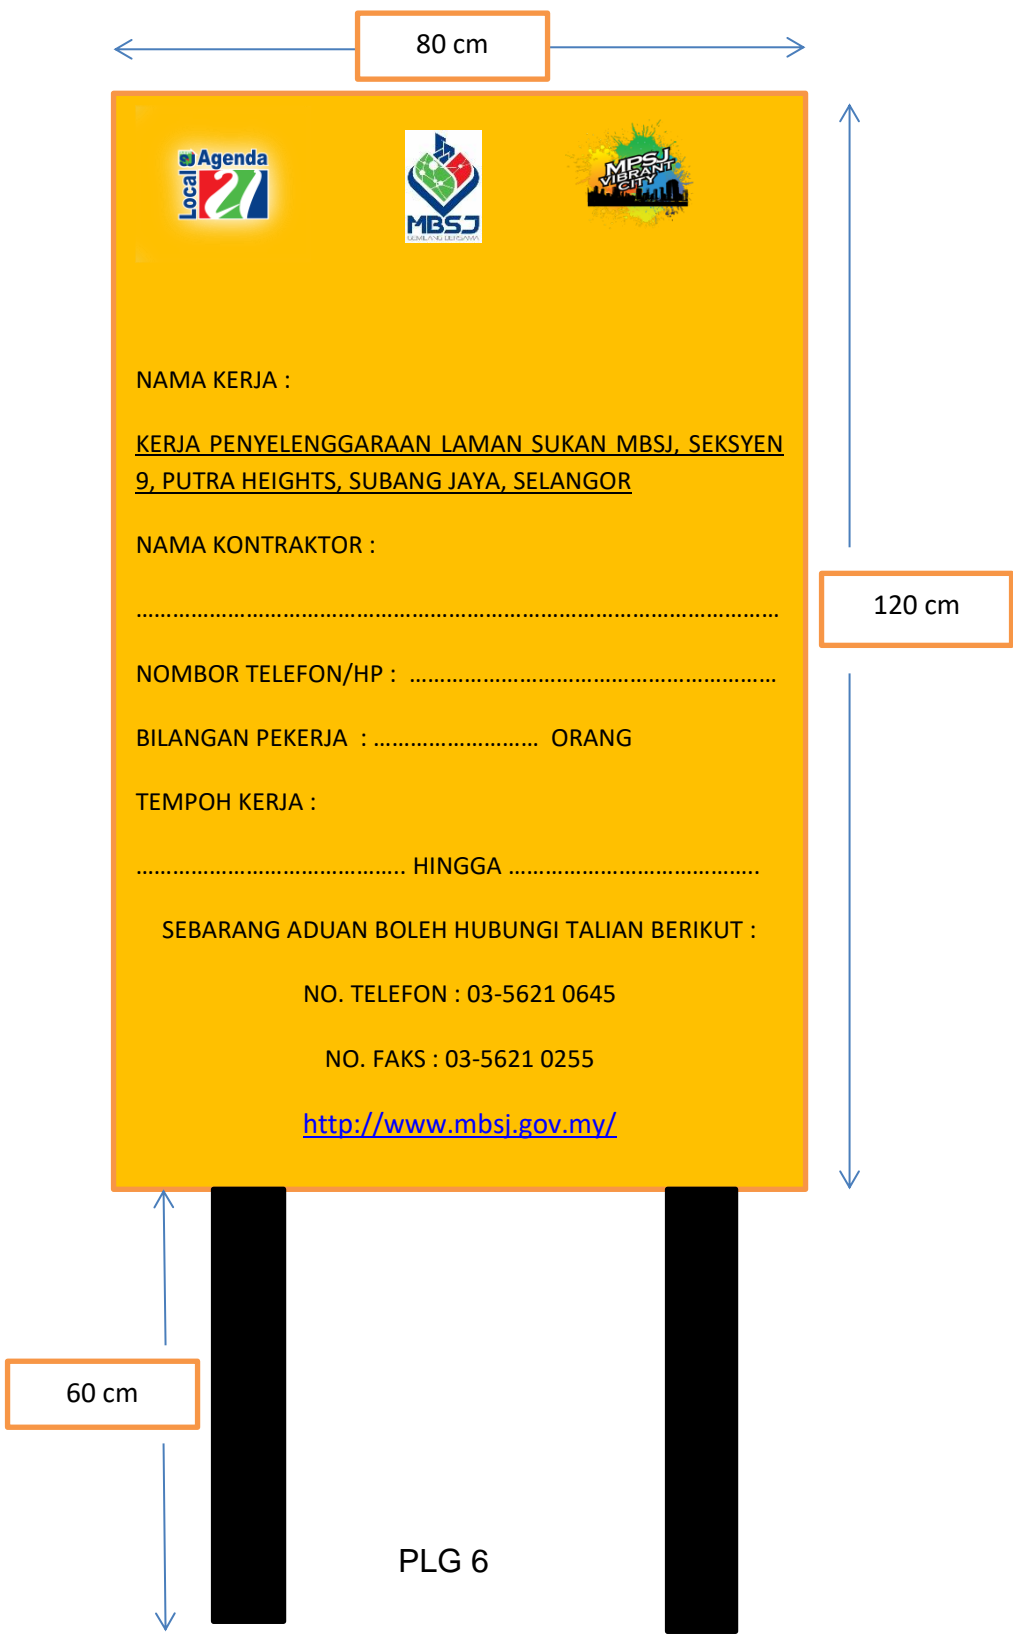 80 cm
Local Agenda 21
MBSJ
GEMILANG BERSAMA
MPSJ
VIBRANT
CITY
NAMA KERJA :
KERJA PENYELENGGARAAN LAMAN SUKAN MBSJ, SEKSYEN
9, PUTRA HEIGHTS, SUBANG JAYA, SELANGOR
NAMA KONTRAKTOR :
……………………………………………………………………………………………
120 cm
NOMBOR TELEFON/HP : ……………………………………………………
BILANGAN PEKERJA : ……………………… ORANG
TEMPOH KERJA :
…………………………………….. HINGGA …………………………………..
SEBARANG ADUAN BOLEH HUBUNGI TALIAN BERIKUT :
NO. TELEFON : 03-5621 0645
NO. FAKS : 03-5621 0255
http://www.mbsj.gov.my/
60 cm
PLG 6